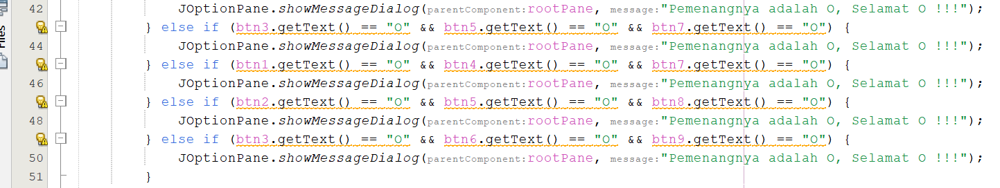 42 JOptionPane.showMessageDialog(parentComponent:rootPane, message:"Pemenangnya adalah O, Selamat O !!!");
} else if (btn3.getText() == "O" && btn5.getText() == "O" && btn7.getText() == "O") {
44 JOptionPane.showMessageDialog(parentComponent:rootPane, message:"Pemenangnya adalah O, Selamat O !!!");
} else if (btn1.getText() == "O" && btn4.getText() == "O" && btn7.getText() == "O") {
46 JOptionPane.showMessageDialog(parentComponent:rootPane, message:"Pemenangnya adalah O, Selamat O !!!");
} else if (btn2.getText() == "O" && btn5.getText() == "O" && btn8.getText() == "O") {
48 JOptionPane.showMessageDialog(parentComponent:rootPane, message:"Pemenangnya adalah O, Selamat O !!!");
} else if (btn3.getText() == "O" && btn6.getText() == "O" && btn9.getText() == "O") {
50 JOptionPane.showMessageDialog(parentComponent:rootPane, message:"Pemenangnya adalah O, Selamat O !!!");
51 }
Files